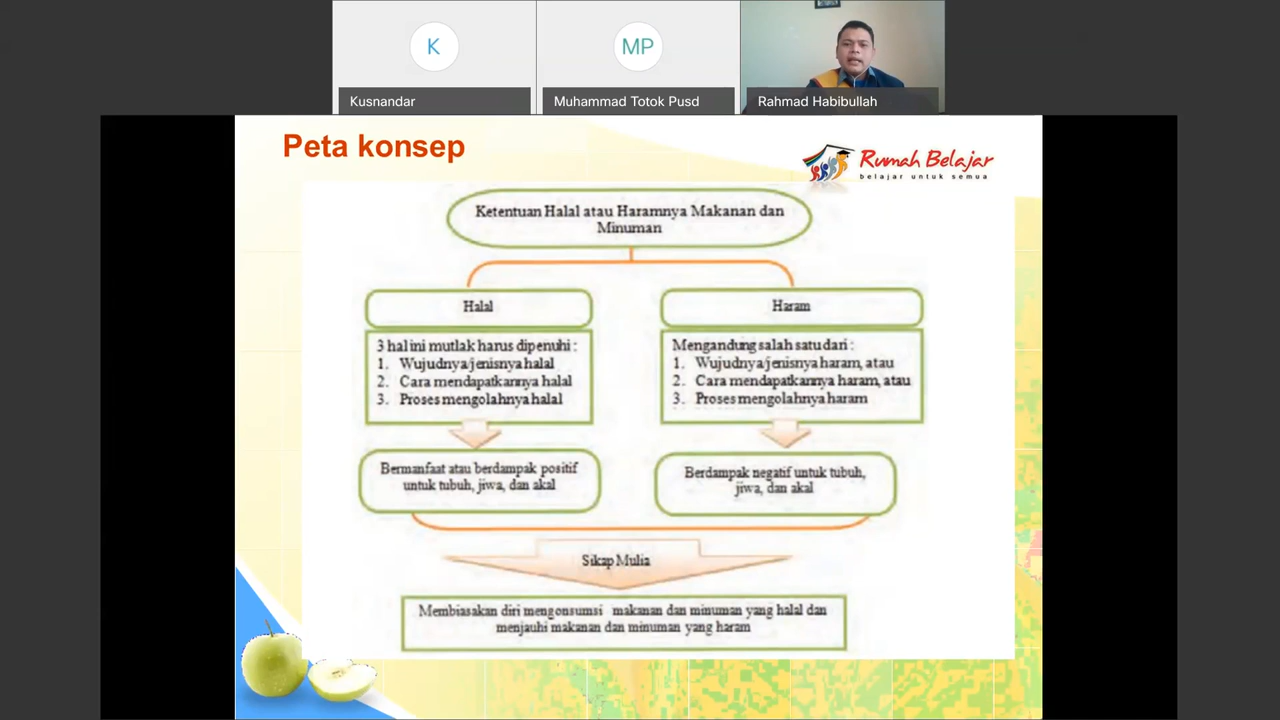 K
MP
Kusnandar
Muhammad Totok Pusd
Rahmad Habibullah
Peta konsep
Rumah Belajar
belajar untuk semua
Ketentuan Halal atau Haramnya Makanan dan
Minuman
Halal
3 hal ini mutlak harus dipenuhi :
1. Wujudnya/jenisnya halal
2. Cara mendapatkannya halal
3. Proses mengolahnya halal
Bermanfaat atau berdampak positif
untuk tubuh, jiwa, dan akal
Haram
Mengandung salah satu dari :
1. Wujudnya/jenisnya haram, atau
2. Cara mendapatkannya haram, atau
3. Proses mengolahnya haram
Berdampak negatif untuk tubuh,
jiwa, dan akal
Sikap Mulia
Membiasakan diri mengonsumsi makanan dan minuman yang halal dan
menjauhi makanan dan minuman yang haram